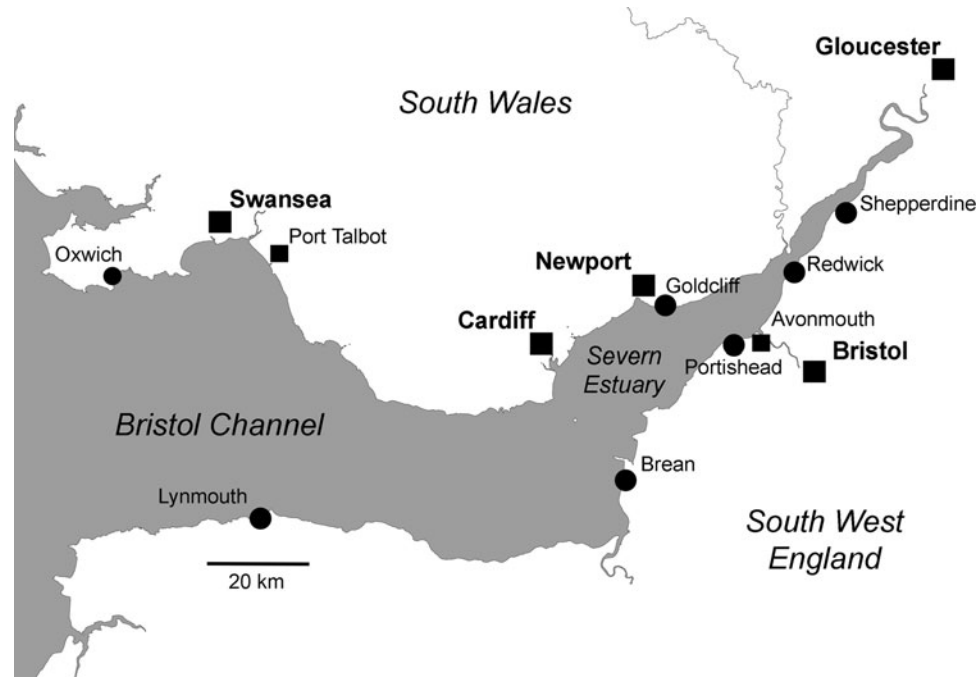 Gloucester
South Wales
Swansea
Shepperdine
Port Talbot
Oxwich
Newport
Redwick
Goldcliff
Cardiff
Avonmouth
Severn
Estuary
Portishead
Bristol
Bristol Channel
Brean
Lynmouth
South West
England
20 km